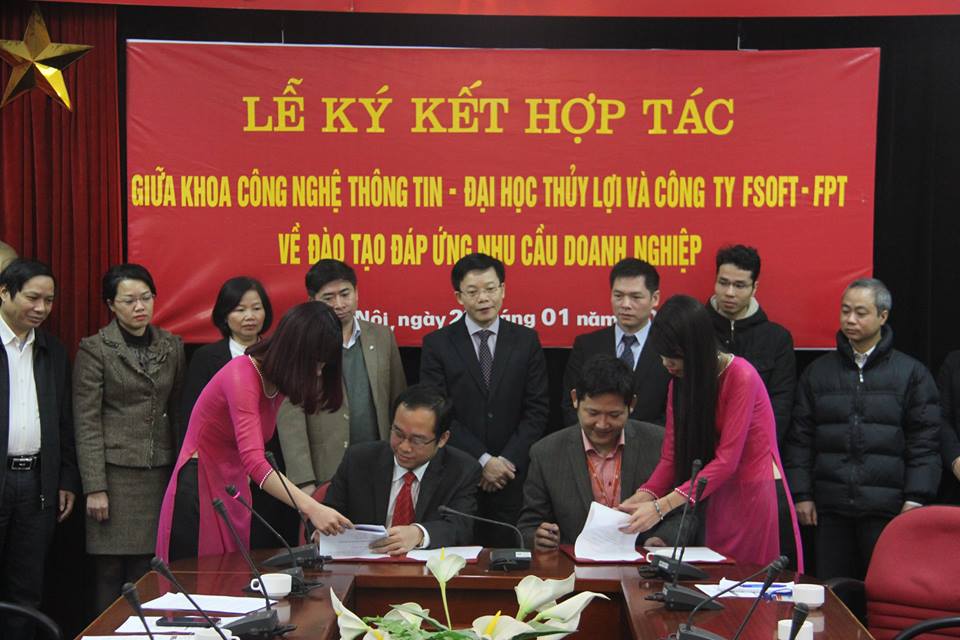 LỄ KÝ KẾT HỢP TÁC
GIỮA KHOA CÔNG NGHỆ THÔNG TIN - ĐẠI HỌC THỦY LỢI VÀ CÔNG TY FSOFT - FPT
VỀ ĐÀO TẠO ĐÁP ỨNG NHU CẦU DOANH NGHIỆP
Nội, ngày 01 năm